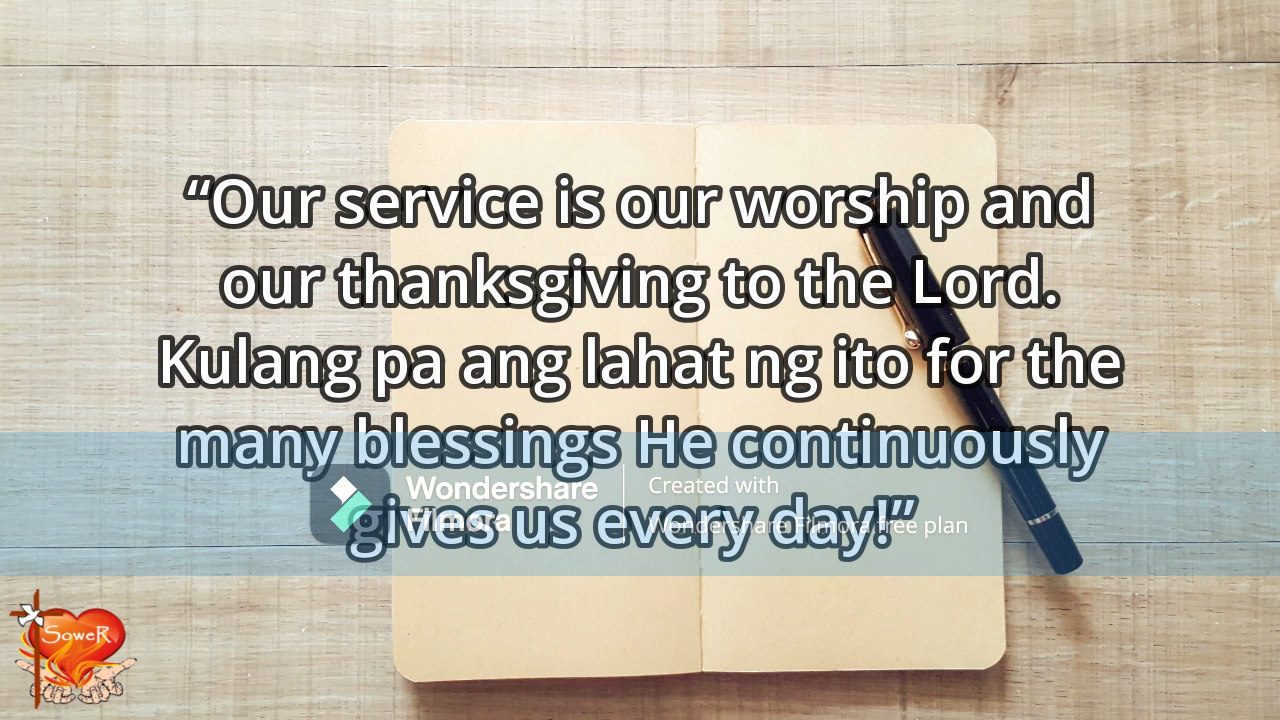 “Our service is our worship and
our thanksgiving to the Lord.
Kulang pa ang lahat ng ito for the
many blessings He continuously
gives us every day!”
Wondershare
Filmora
Created with
Wondershare Filmora free plan
SoweR